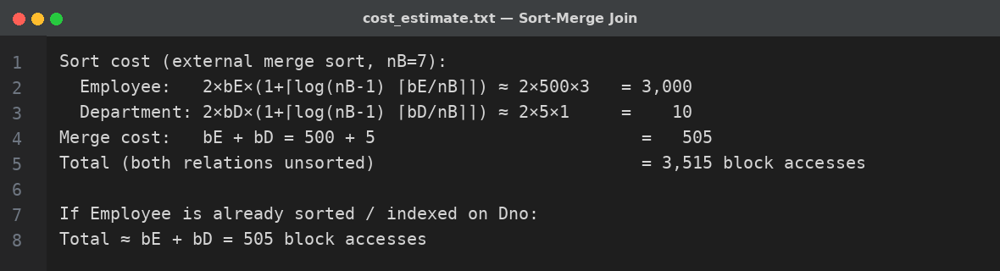 cost_estimate.txt — Sort-Merge Join
1 Sort cost (external merge sort, nB=7):
2 Employee: 2×bE×(1+⌈log(nB-1) ⌈bE/nB⌉⌉) ≈ 2×500×3 = 3,000
3 Department: 2×bD×(1+⌈log(nB-1) ⌈bD/nB⌉⌉) ≈ 2×5×1 = 10
4 Merge cost: bE + bD = 500 + 5 = 505
5 Total (both relations unsorted) = 3,515 block accesses
6
7 If Employee is already sorted / indexed on Dno:
8 Total ≈ bE + bD = 505 block accesses